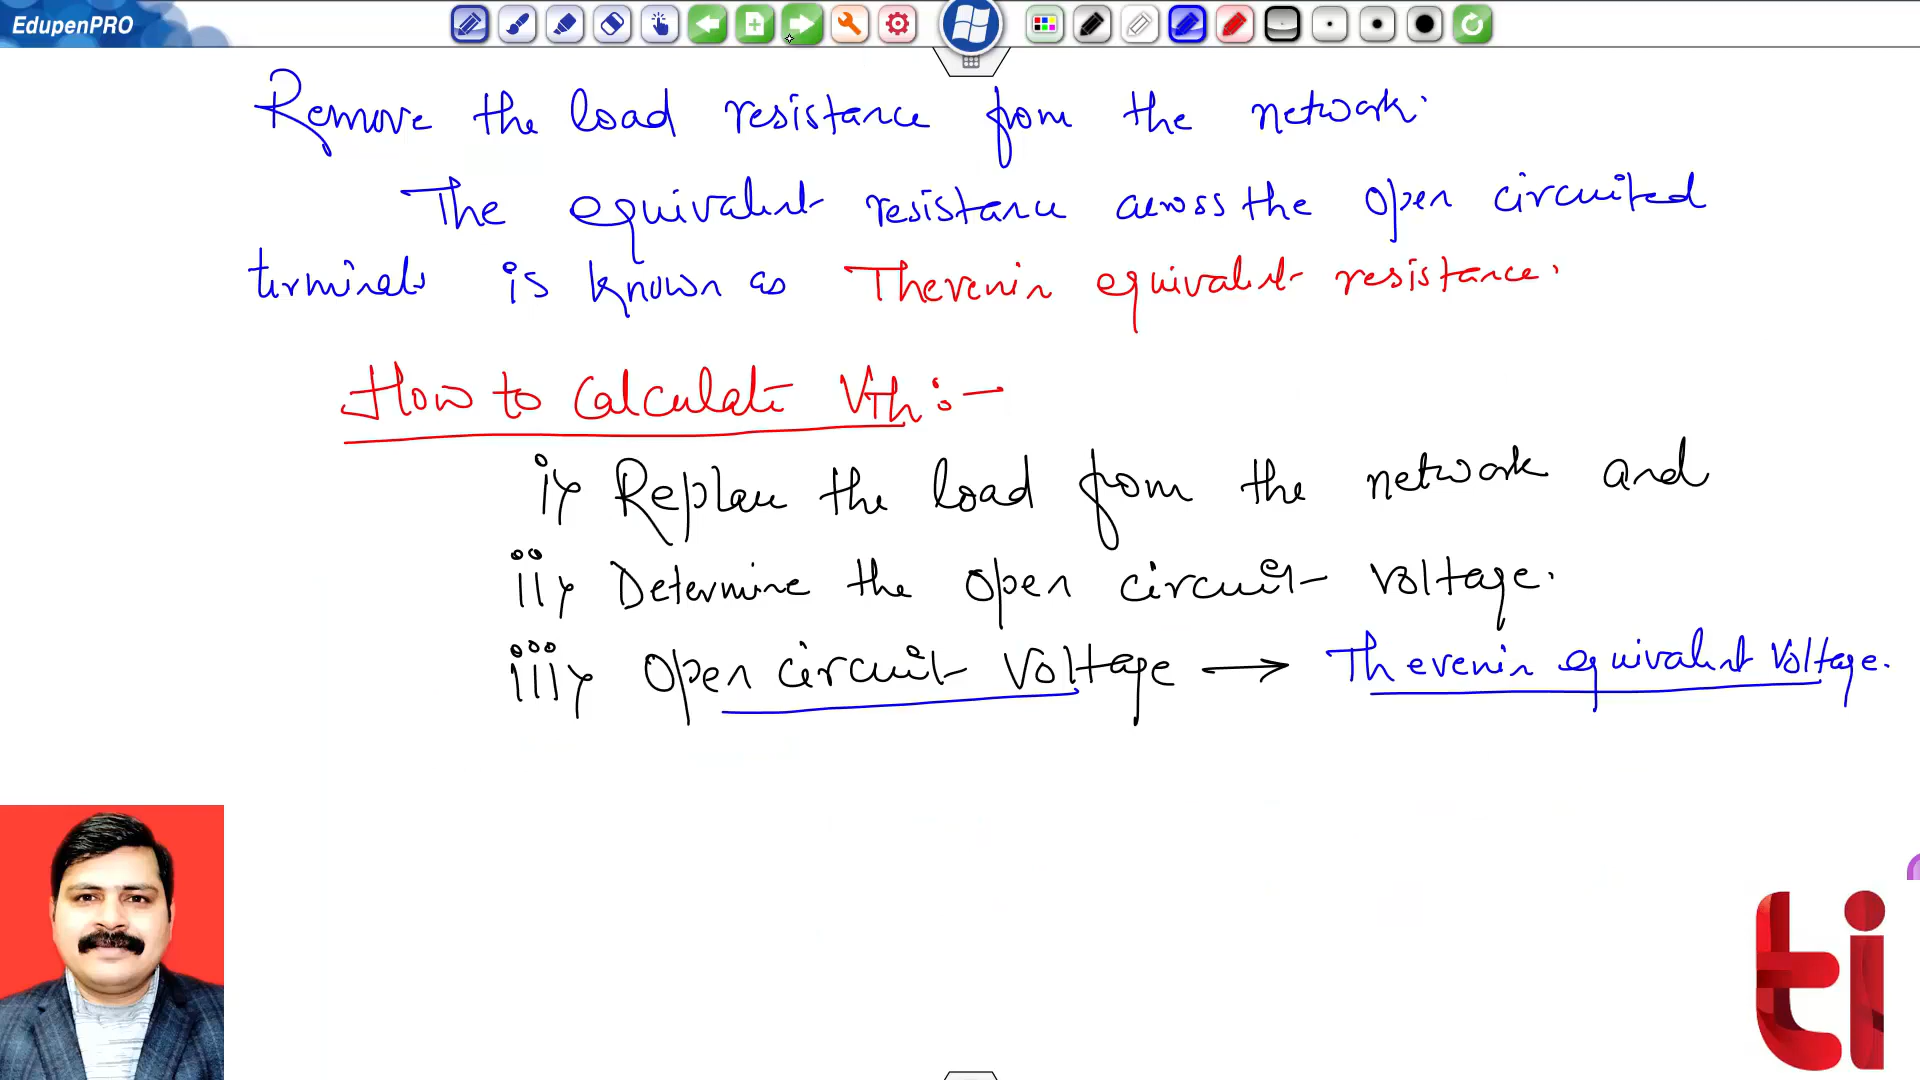 EdupenPRO
Remove the load resistance from the network.
The equivalent resistance across the open circuited
terminals is known as Thevenin equivalent resistance.
How to Calculate VTh :-
i> Replace the load from the network and
ii> Determine the open circuit voltage.
iii> Open circuit Voltage → Thevenin equivalent Voltage.
ti